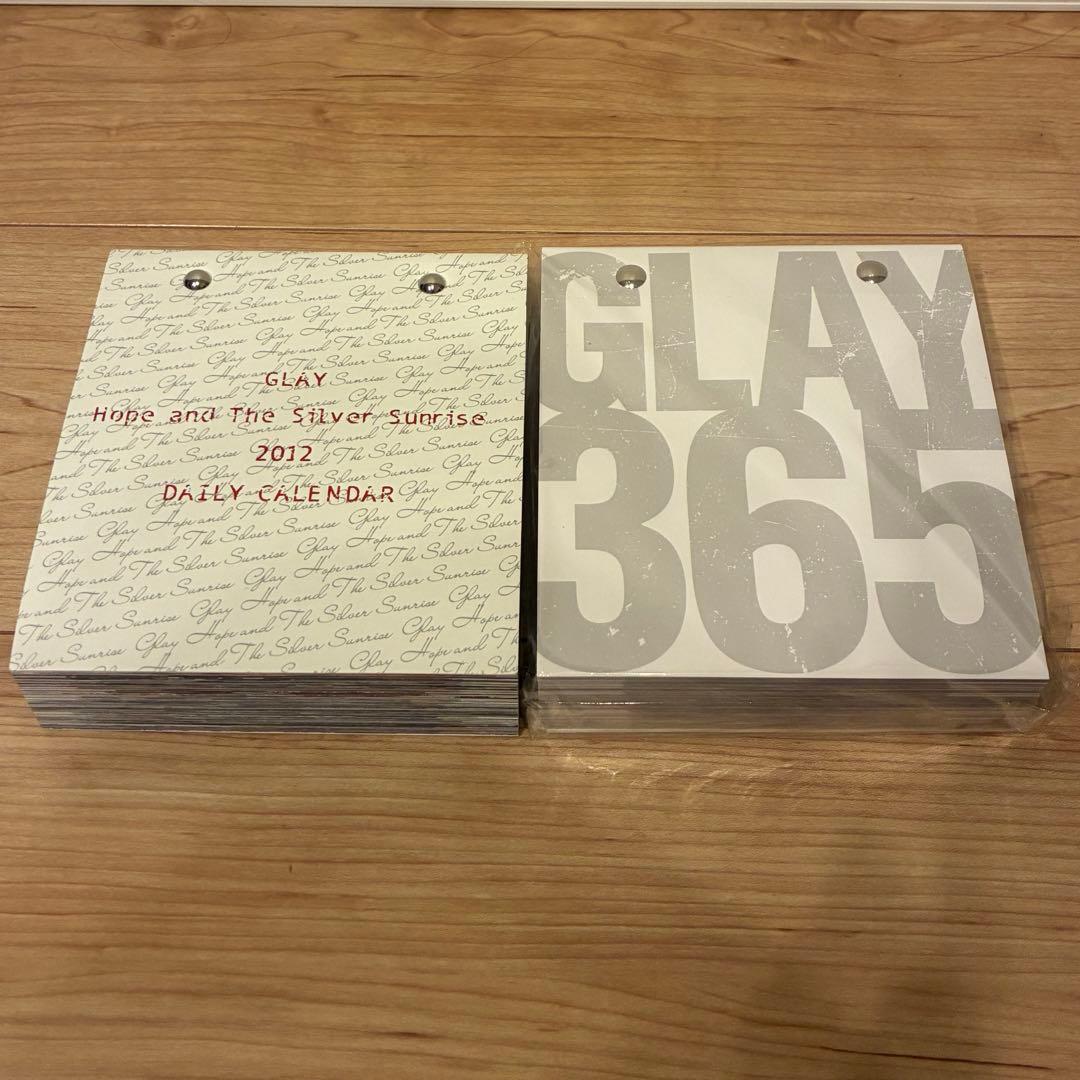 GLAY
Hope and The Silver Sunrise
2012
DAILY CALENDAR
GLAY
365